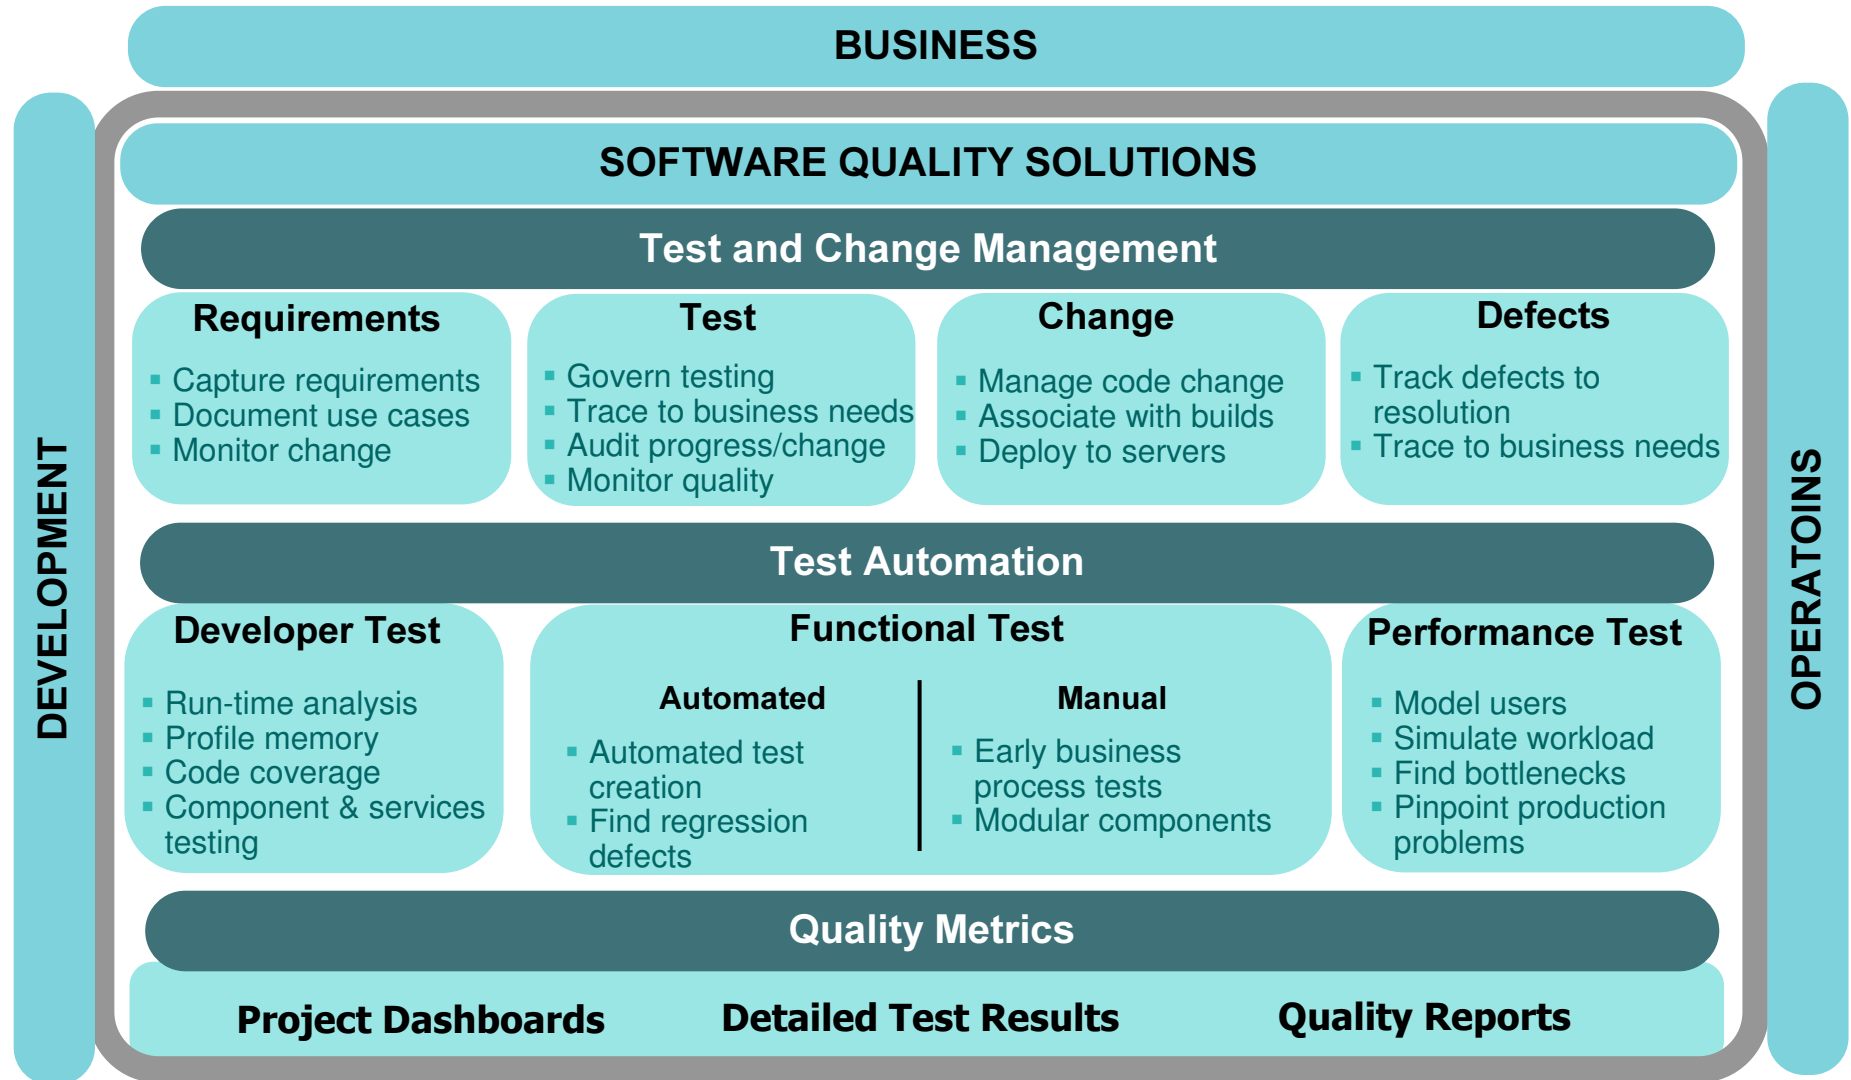 BUSINESS
DEVELOPMENT
SOFTWARE QUALITY SOLUTIONS
Test and Change Management
Requirements
▪ Capture requirements
▪ Document use cases
▪ Monitor change
Test
▪ Govern testing
▪ Trace to business needs
▪ Audit progress/change
▪ Monitor quality
Change
▪ Manage code change
▪ Associate with builds
▪ Deploy to servers
Defects
▪ Track defects to
resolution
▪ Trace to business needs
Test Automation
Developer Test
▪ Run-time analysis
▪ Profile memory
▪ Code coverage
▪ Component & services
testing
Functional Test
Automated
▪ Automated test
creation
▪ Find regression
defects
Manual
▪ Early business
process tests
▪ Modular components
Performance Test
▪ Model users
▪ Simulate workload
▪ Find bottlenecks
▪ Pinpoint production
problems
Quality Metrics
Project Dashboards
Detailed Test Results
Quality Reports
OPERATOINS